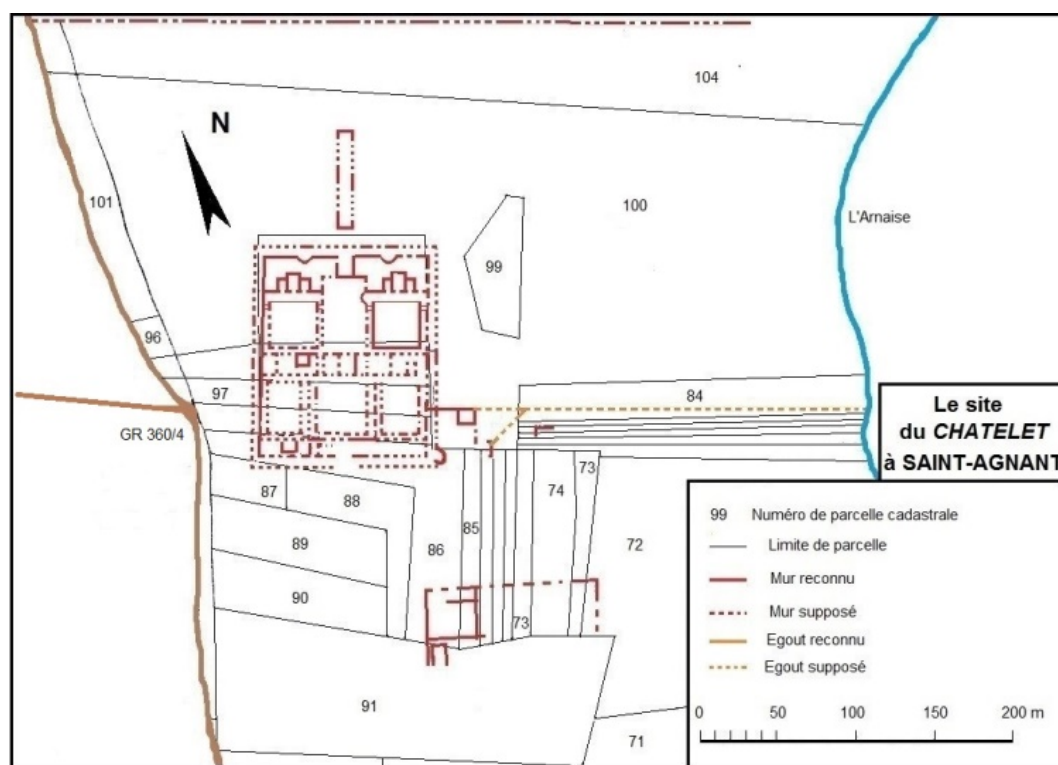 104
N
101
100
L'Arnaise
99
96
97
84
GR 360/4
Le site
du CHATELET
à SAINT-AGNANT
87
88
85
74
73
72
89
86
90
73
91
71
99 Numéro de parcelle cadastrale
Limite de parcelle
Mur reconnu
Mur supposé
Egout reconnu
Egout supposé
0 50 100 150 200 m